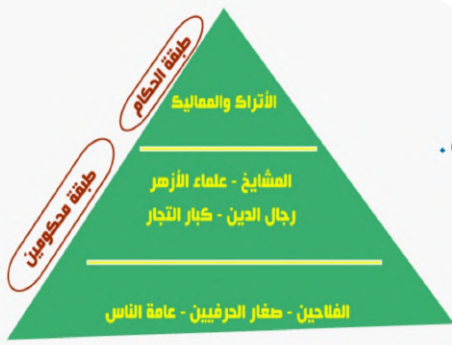 طبقة الحكام
الأتراك والمماليك
طبقة محكومين
المشايخ - علماء الأزهر
رجال الدين - كبار التجار
الفلاحين - صغار الحرفيين - عامة الناس